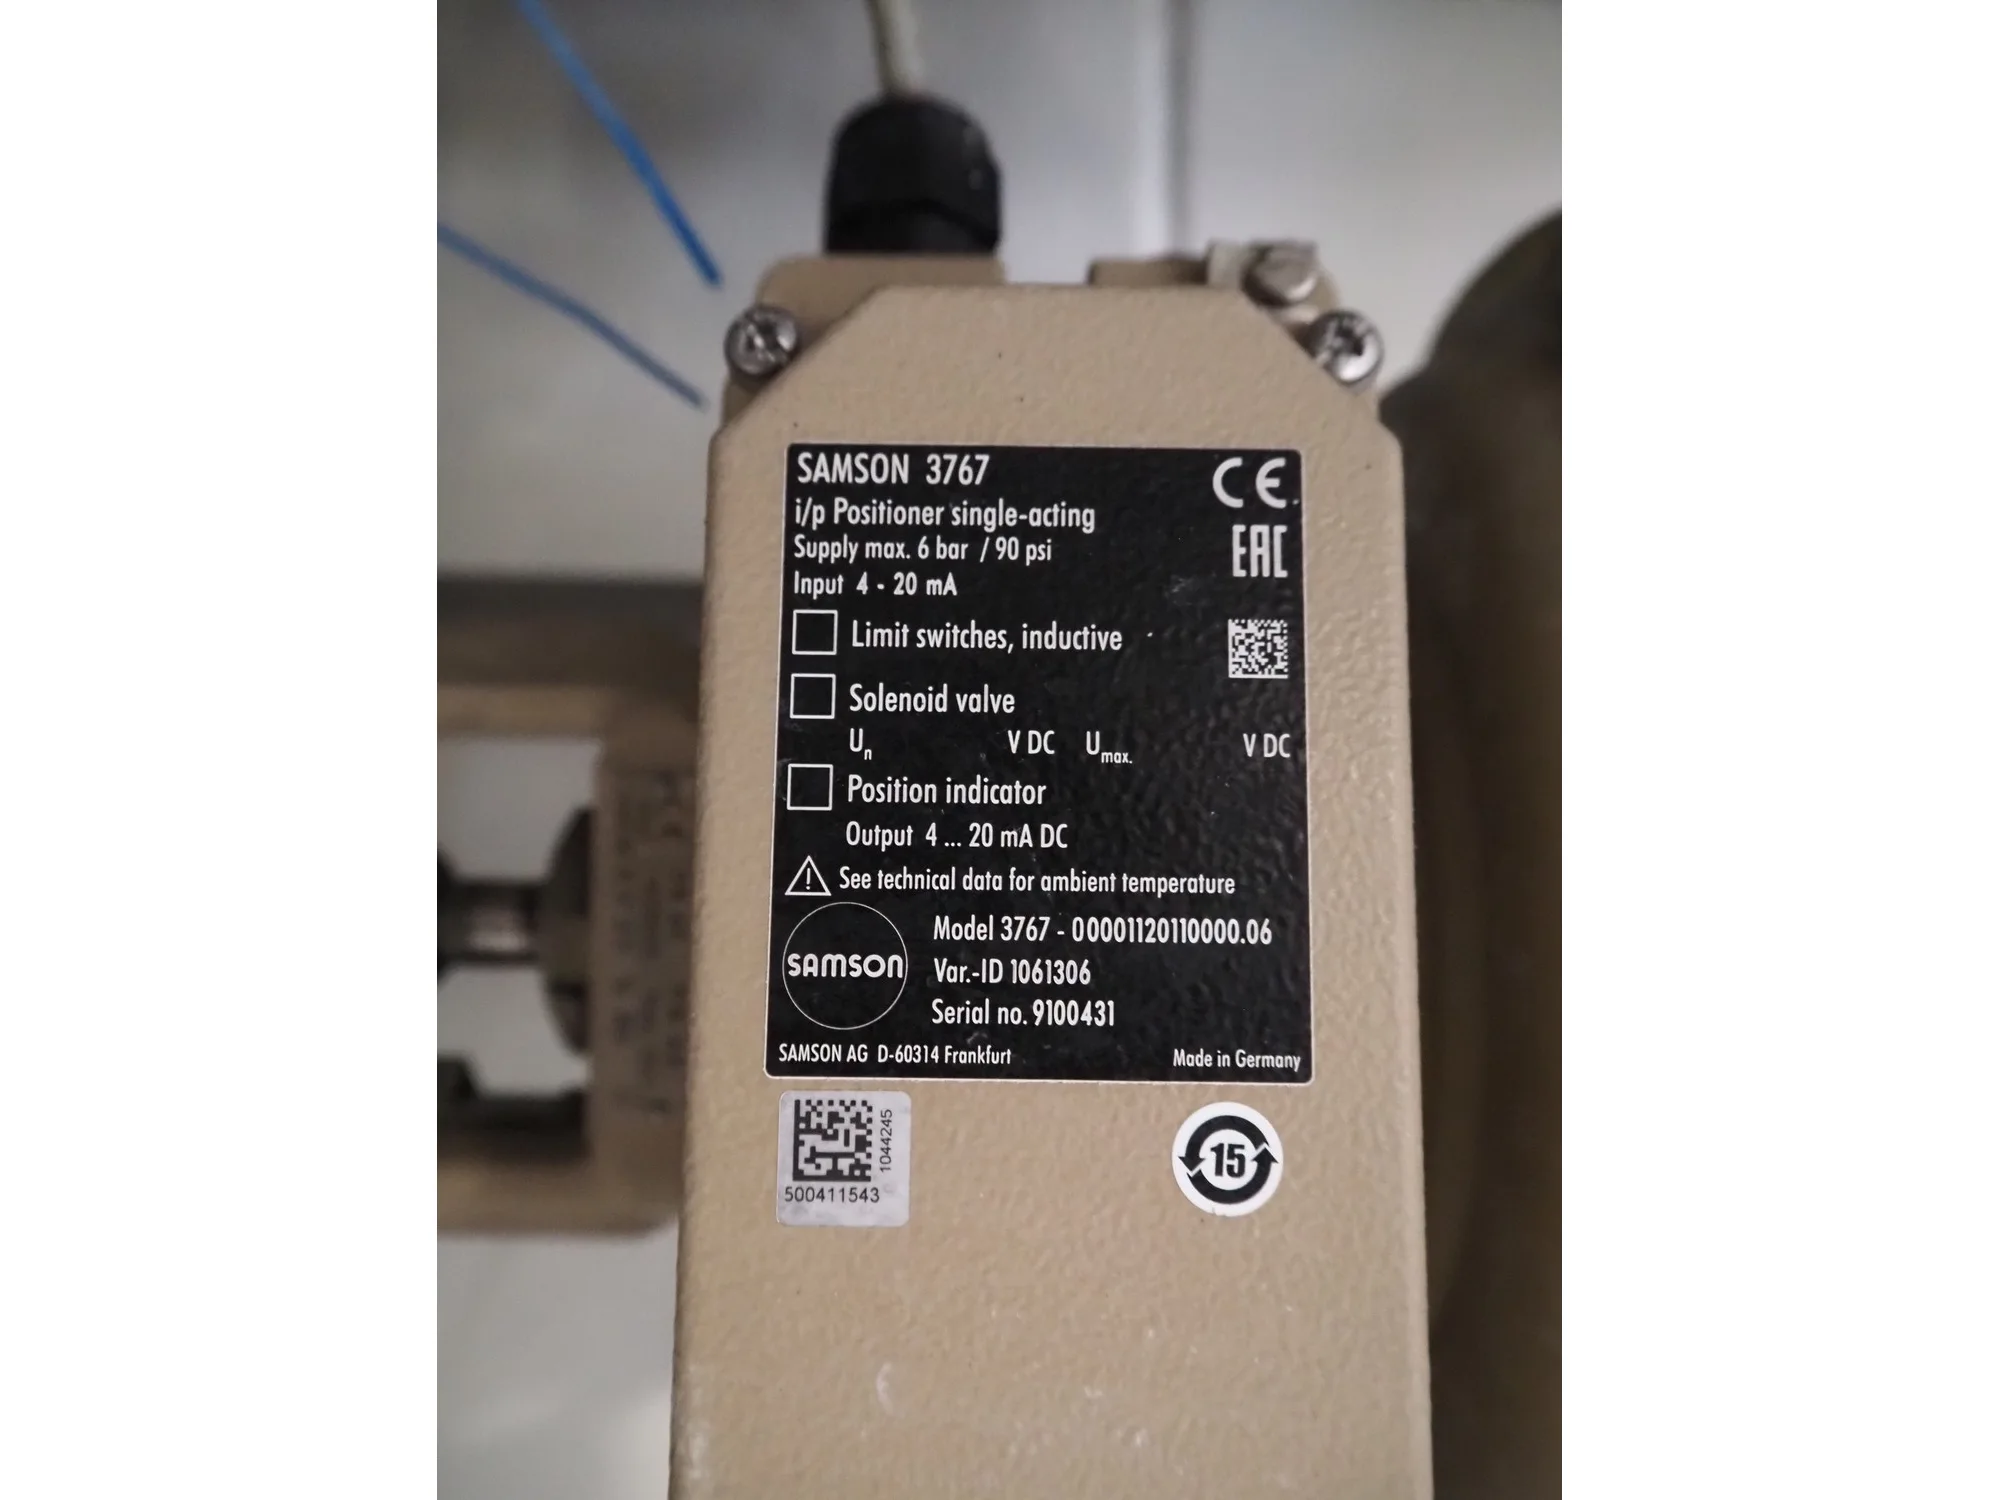 SAMSON 3767
CE
i/p Positioner single-acting
Supply max. 6 bar / 90 psi
EAC
Input 4 - 20 mA
Limit switches, inductive
Solenoid valve
Un V DC Umax. V DC
Position indicator
Output 4 ... 20 mA DC
See technical data for ambient temperature
Model 3767 - 00001120110000.06
SAMSON
Var.-ID 1061306
Serial no. 9100431
SAMSON AG D-60314 Frankfurt
Made in Germany
1044245
500411543
15